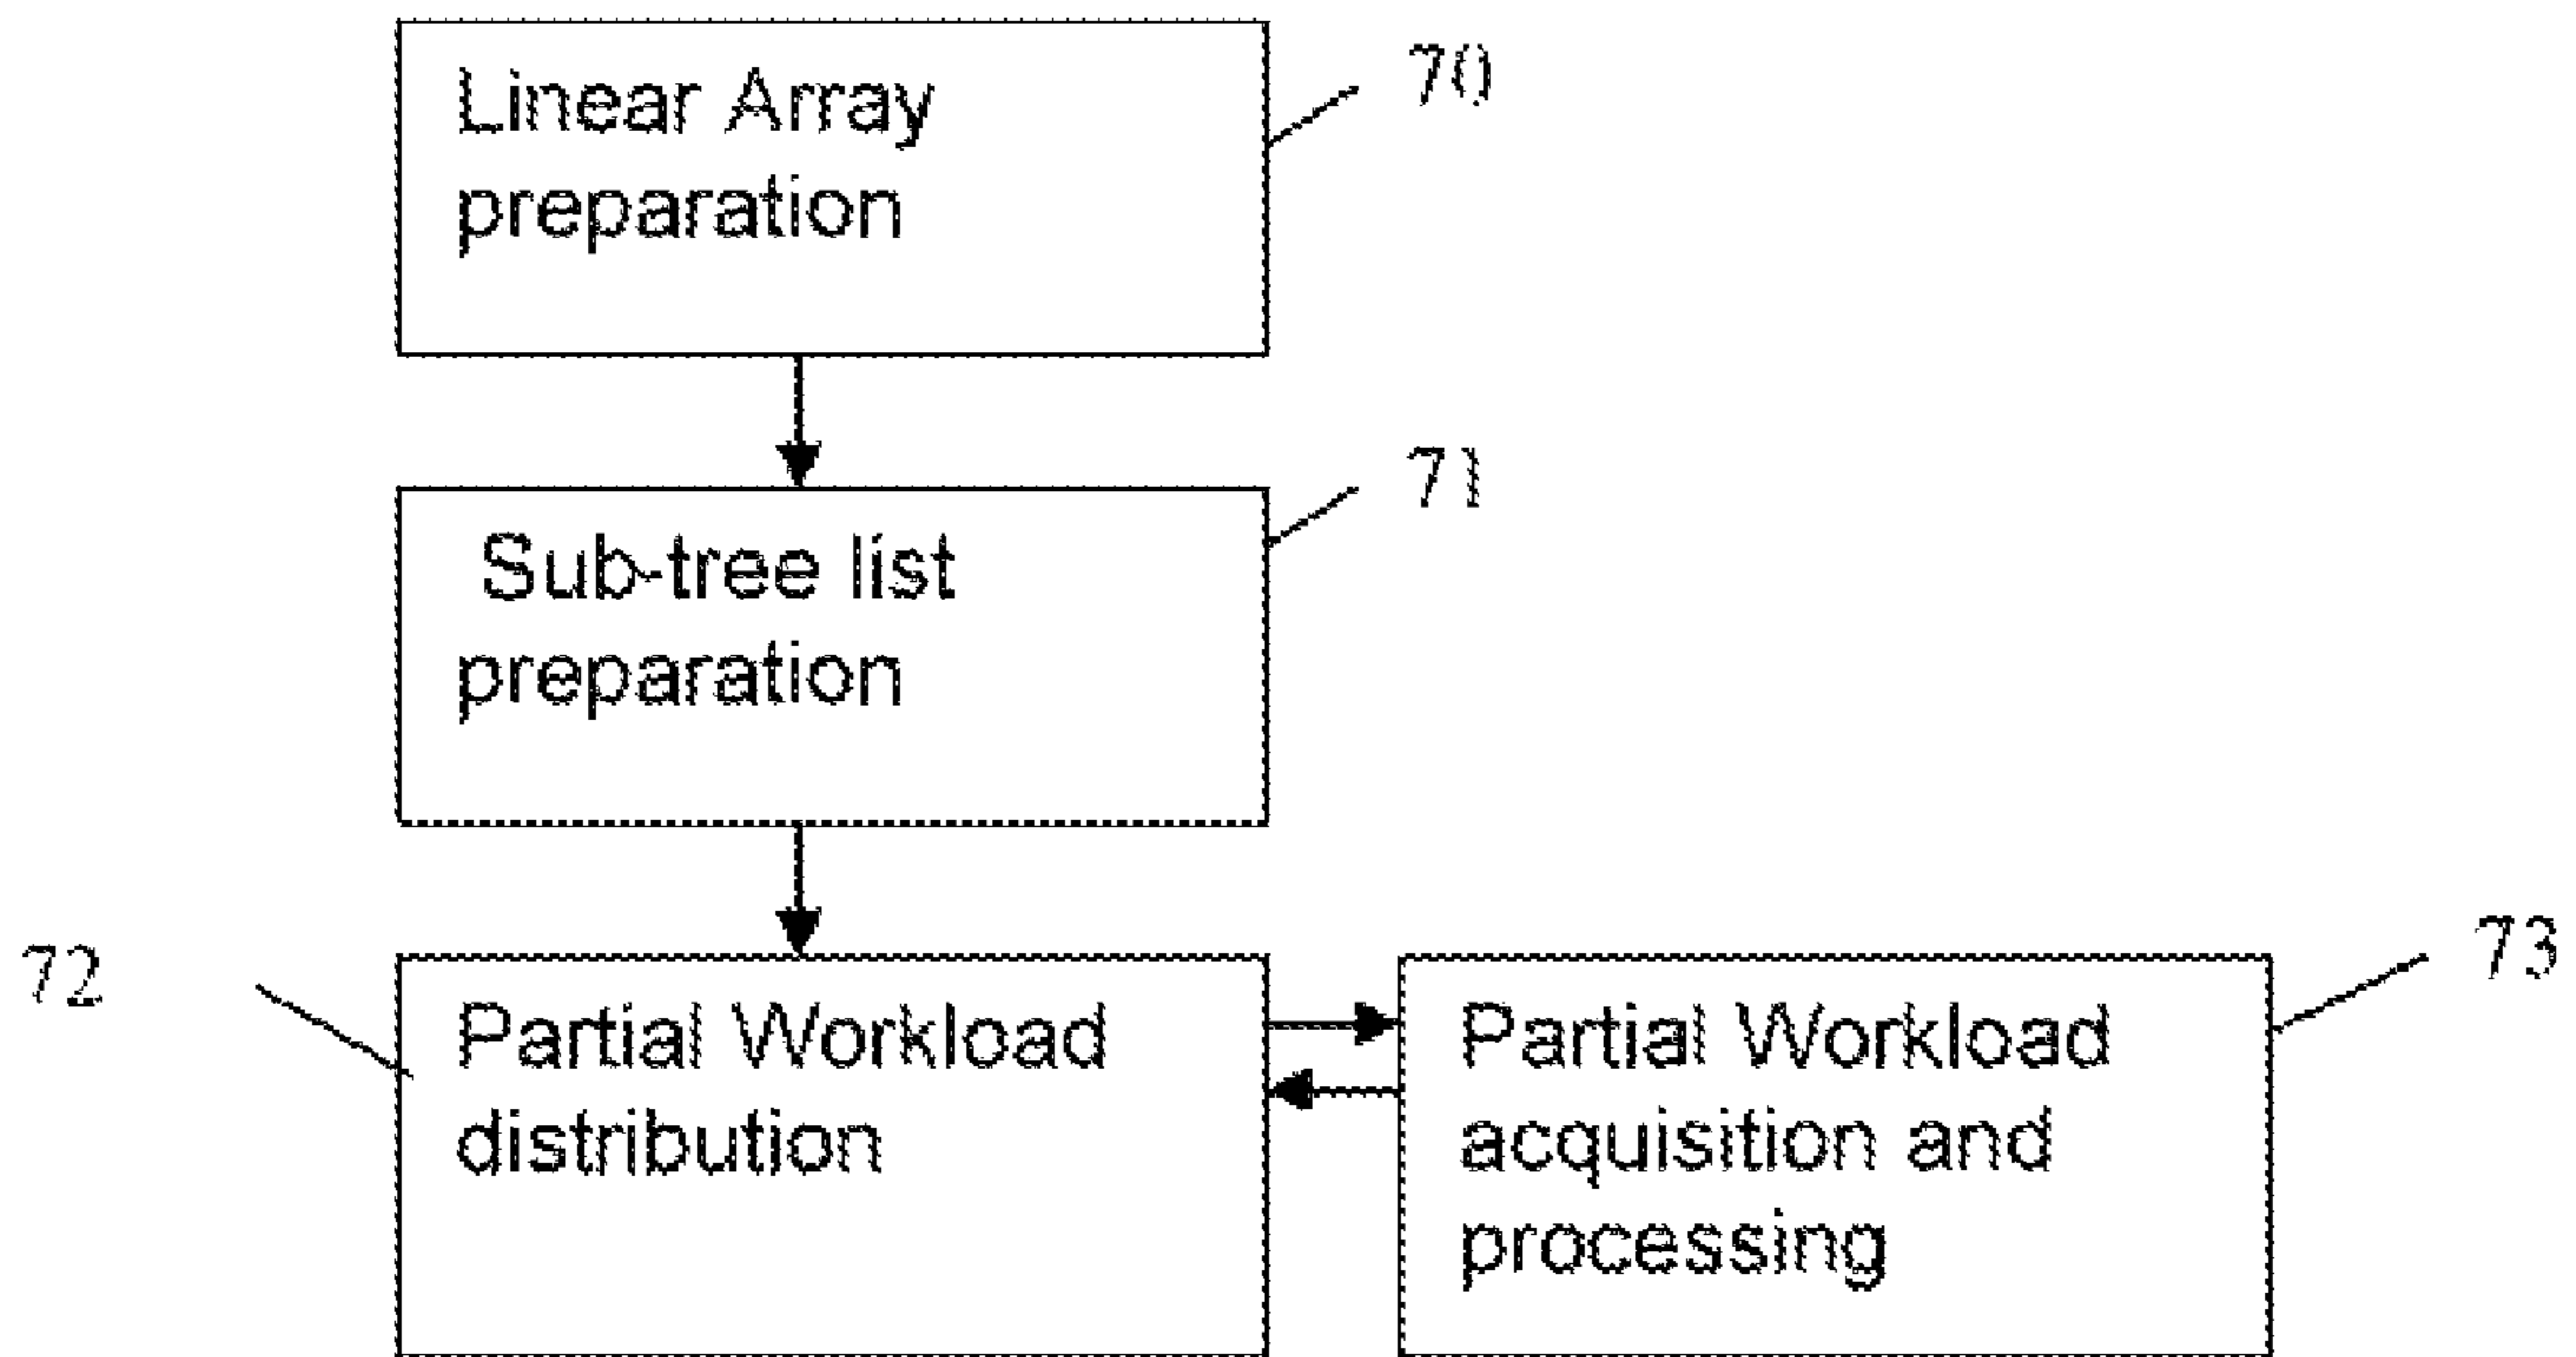 Linear Array
preparation
70
Sub-tree list
preparation
71
72
Partial Workload
distribution
Partial Workload
acquisition and
processing
73